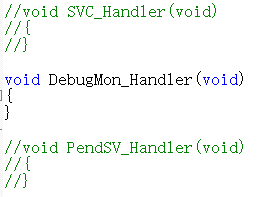 //void SVC_Handler(void)
//{
//}
void DebugMon_Handler(void)
{
}
//void PendSV_Handler(void)
//{
//}